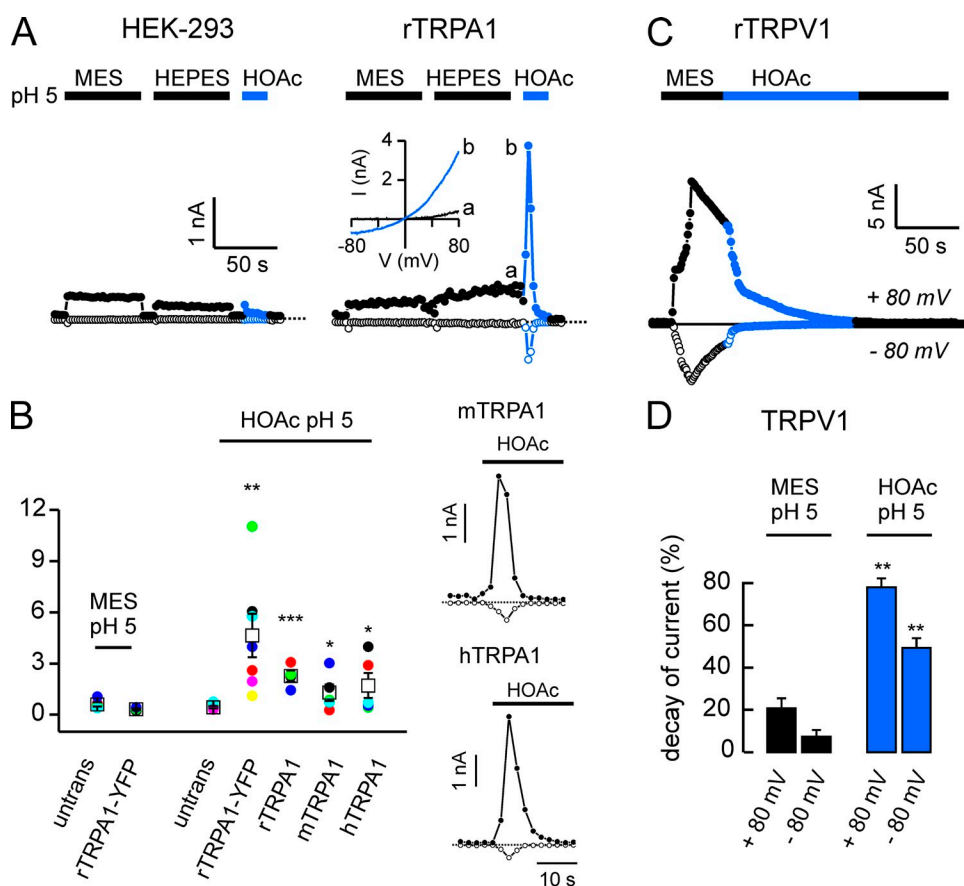 A
HEK-293
rTRPA1
MES HEPES HOAc
MES HEPES HOAc
pH 5
1 nA
50 s
4
2
I (nA)
b
a
-80 80
V (mV)
b
a
C
rTRPV1
MES HOAc
5 nA
50 s
+ 80 mV
- 80 mV
B
HOAc pH 5
MES
pH 5
12
9
6
3
0
**
***
*
*
untrans
rTRPA1-YFP
untrans
rTRPA1-YFP
rTRPA1
mTRPA1
hTRPA1
mTRPA1
HOAc
1 nA
hTRPA1
HOAc
1 nA
10 s
D
TRPV1
MES
pH 5
HOAc
pH 5
decay of current (%)
80
60
40
20
0
**
**
+ 80 mV
- 80 mV
+ 80 mV
- 80 mV